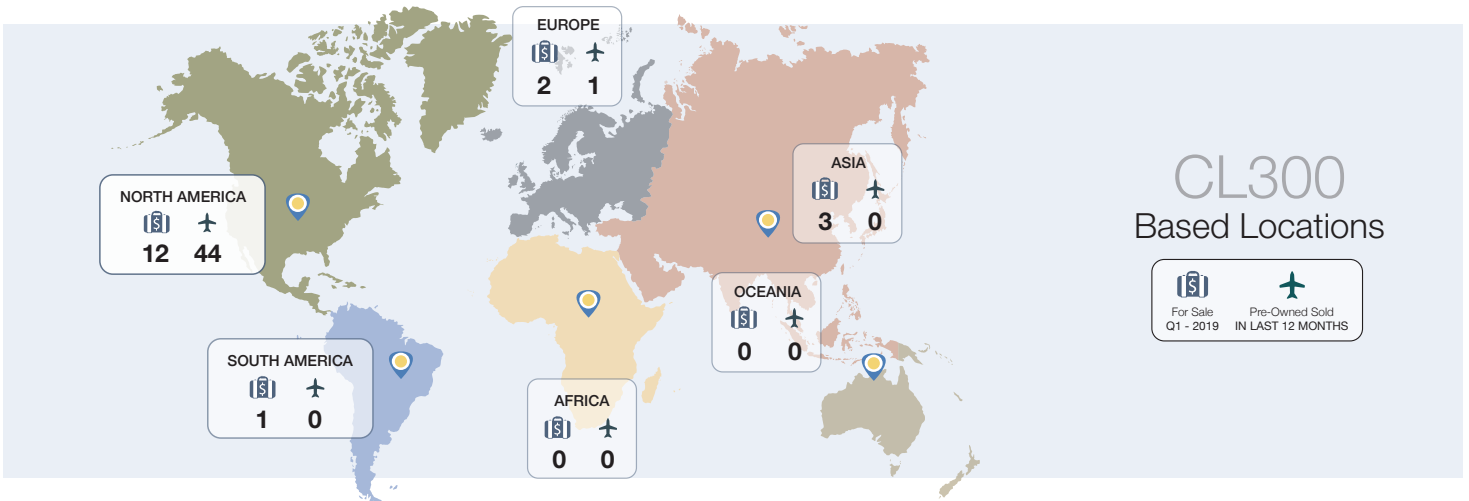 EUROPE
2 1
NORTH AMERICA
12 44
ASIA
3 0
OCEANIA
0 0
SOUTH AMERICA
1 0
AFRICA
0 0
CL300
Based Locations
$
For Sale
Q1 - 2019
Pre-Owned Sold
IN LAST 12 MONTHS